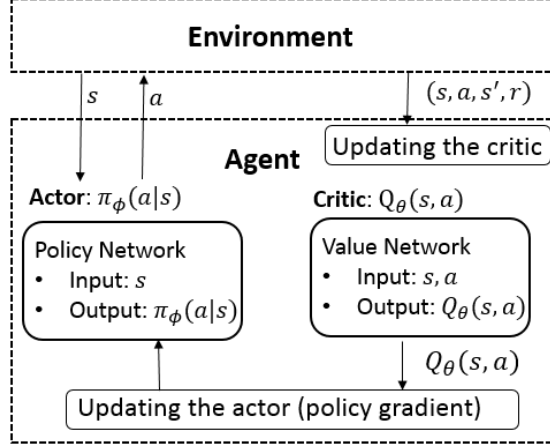 Environment
s
a
(s, a, s′, r)
Updating the critic
Agent
Actor: π_ϕ(a|s)
Critic: Q_θ(s, a)
Policy Network
• Input: s
• Output: π_ϕ(a|s)
Value Network
• Input: s, a
• Output: Q_θ(s, a)
Q_θ(s, a)
Updating the actor (policy gradient)